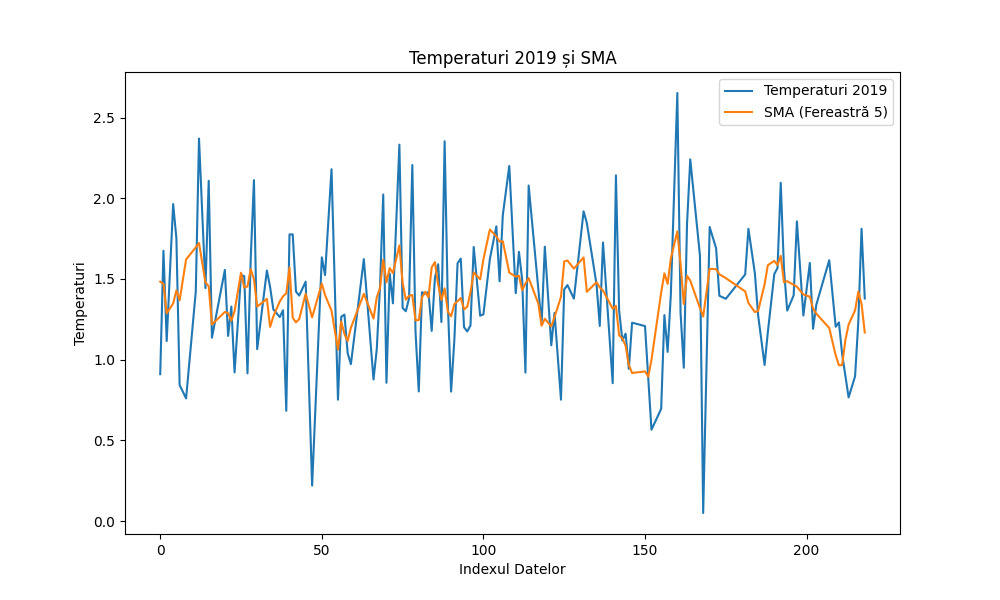 Temperaturi 2019 și SMA
Temperaturi 2019
SMA (Fereastră 5)
Temperaturi
2.5
2.0
1.5
1.0
0.5
0.0
0 50 100 150 200
Indexul Datelor